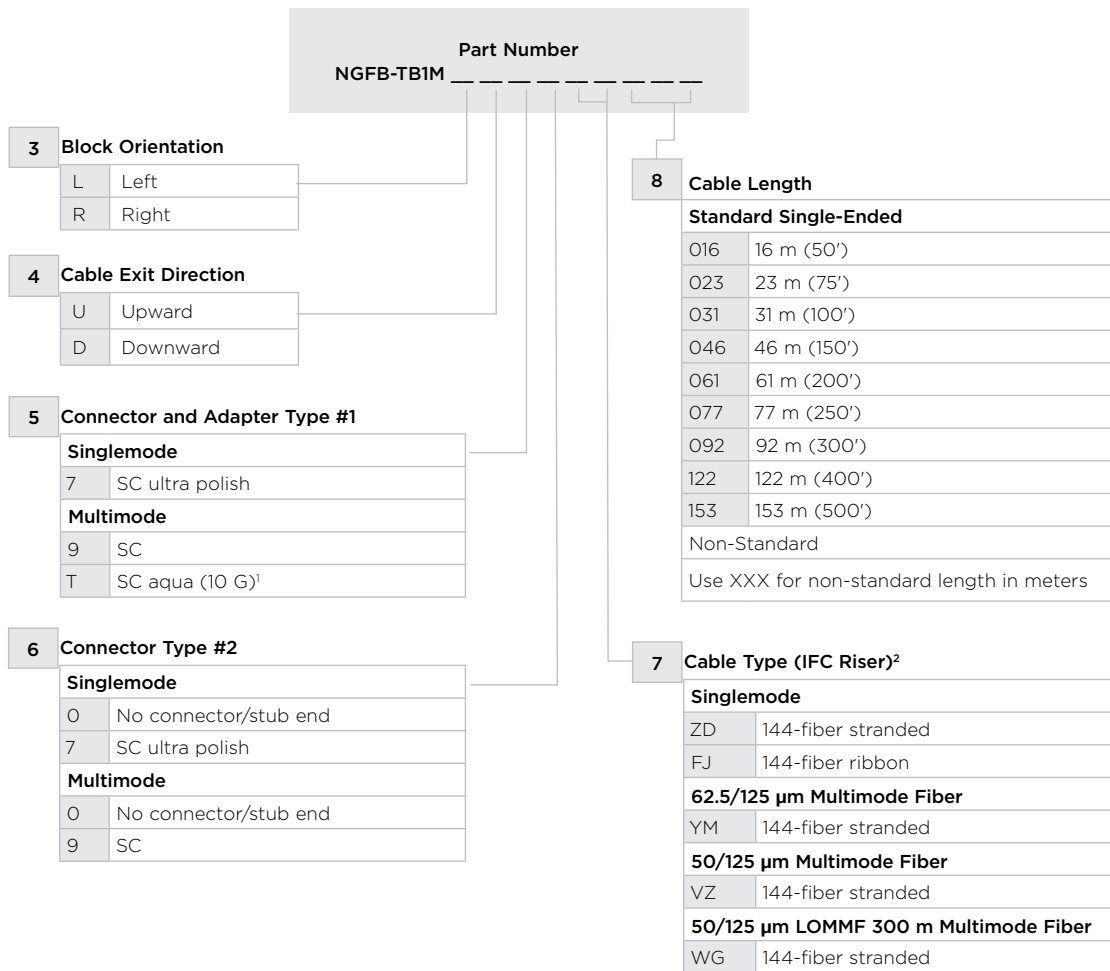 Part Number
NGFB-TB1M __ __ __ __ __ __ __ __ __
3 Block Orientation
L Left
R Right
4 Cable Exit Direction
U Upward
D Downward
5 Connector and Adapter Type #1
Singlemode
7 SC ultra polish
Multimode
9 SC
T SC aqua (10 G)¹
6 Connector Type #2
Singlemode
0 No connector/stub end
7 SC ultra polish
Multimode
0 No connector/stub end
9 SC
8 Cable Length
Standard Single-Ended
016 16 m (50')
023 23 m (75')
031 31 m (100')
046 46 m (150')
061 61 m (200')
077 77 m (250')
092 92 m (300')
122 122 m (400')
153 153 m (500')
Non-Standard
Use XXX for non-standard length in meters
7 Cable Type (IFC Riser)²
Singlemode
ZD 144-fiber stranded
FJ 144-fiber ribbon
62.5/125 µm Multimode Fiber
YM 144-fiber stranded
50/125 µm Multimode Fiber
VZ 144-fiber stranded
50/125 µm LOMMF 300 m Multimode Fiber
WG 144-fiber stranded